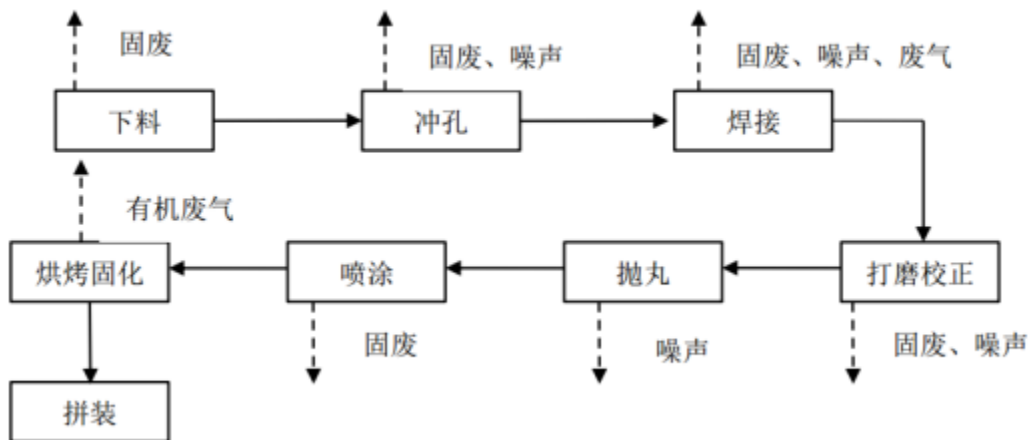 固废
固废、噪声
固废、噪声、废气
下料
冲孔
焊接
有机废气
烘烤固化
喷涂
抛丸
打磨校正
固废
噪声
固废、噪声
拼装